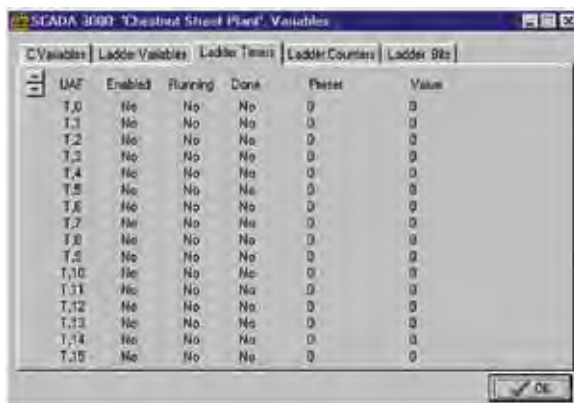 SCADA 3000: 'Chestnut Street Plant', Variables
C Variables Ladder Variables Ladder Timers Ladder Counters Ladder Bits
UAF Enabled Running Done Preset Value
T,0 No No No 0 0
T,1 No No No 0 0
T,2 No No No 0 0
T,3 No No No 0 0
T,4 No No No 0 0
T,5 No No No 0 0
T,6 No No No 0 0
T,7 No No No 0 0
T,8 No No No 0 0
T,9 No No No 0 0
T,10 No No No 0 0
T,11 No No No 0 0
T,12 No No No 0 0
T,13 No No No 0 0
T,14 No No No 0 0
T,15 No No No 0 0
OK